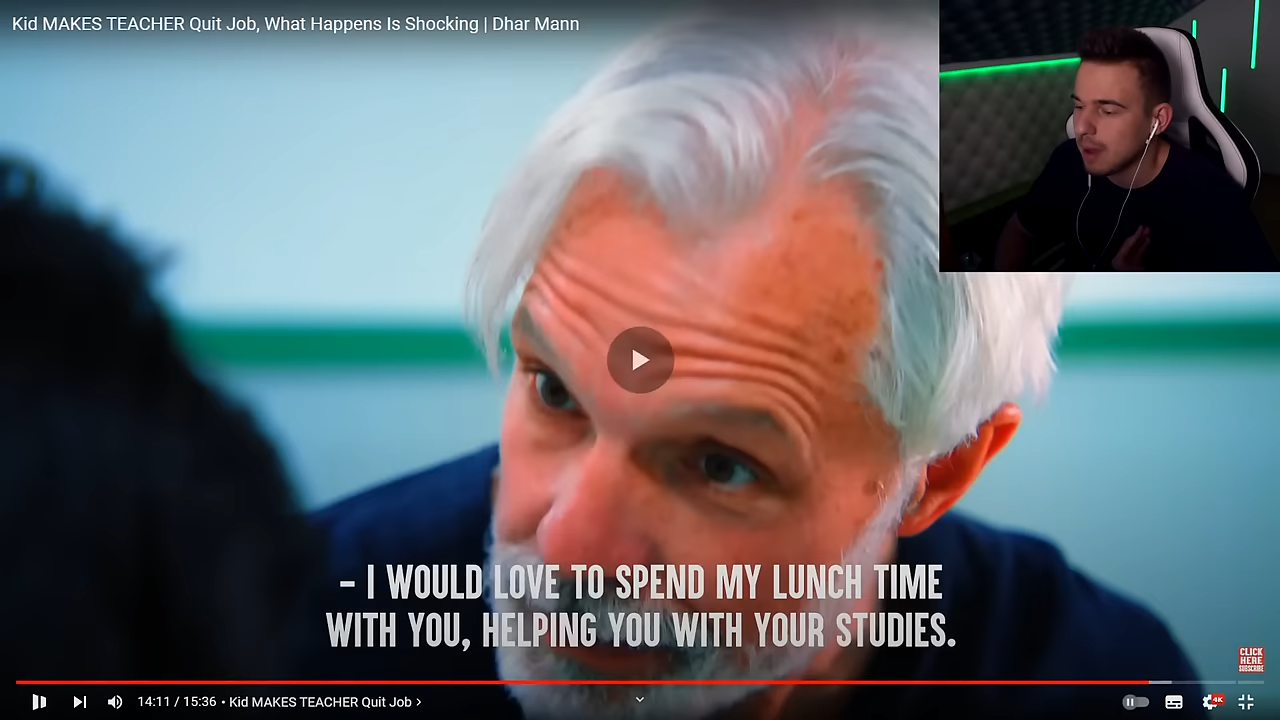 Kid MAKES TEACHER Quit Job, What Happens Is Shocking | Dhar Mann
– I WOULD LOVE TO SPEND MY LUNCH TIME
WITH YOU, HELPING YOU WITH YOUR STUDIES.
CLICK
HERE
SUBSCRIBE
14:11 / 15:36 • Kid MAKES TEACHER Quit Job
4K